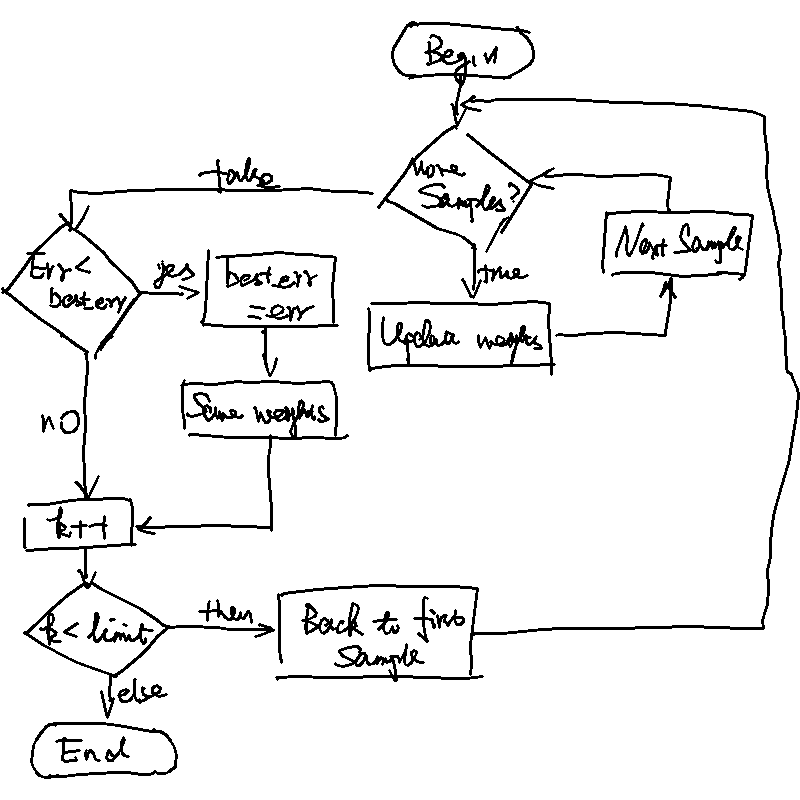 Begin
more
Samples?
false
true
Next Sample
Err <
besterr
yes
besterr
= err
Update weights
Save weights
no
k++
k < limit
then
Back to first
Sample
else
End